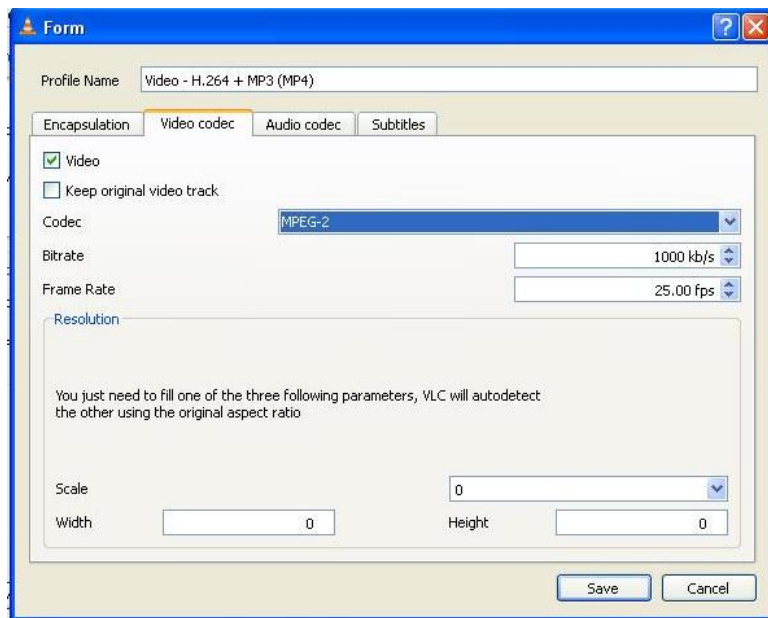 Form
Profile Name Video - H.264 + MP3 (MP4)
Encapsulation Video codec Audio codec Subtitles
Video
Keep original video track
Codec MPEG-2
Bitrate 1000 kb/s
Frame Rate 25.00 fps
Resolution
You just need to fill one of the three following parameters, VLC will autodetect
the other using the original aspect ratio
Scale 0
Width 0 Height 0
Save Cancel